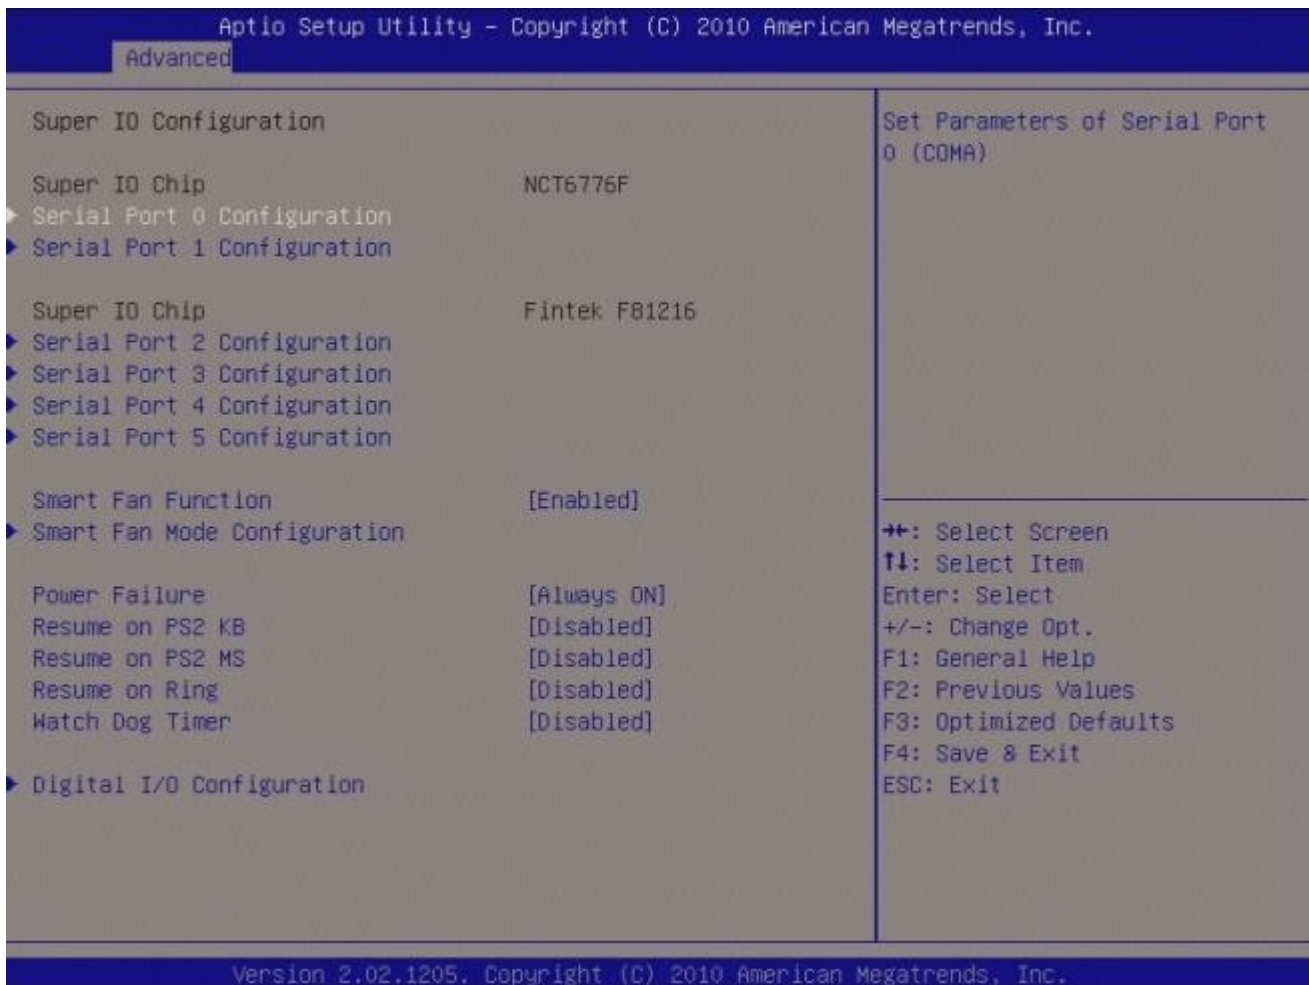 Aptio Setup Utility – Copyright (C) 2010 American Megatrends, Inc.
Advanced
Super IO Configuration
Super IO Chip NCT6776F
Serial Port 0 Configuration
Serial Port 1 Configuration
Super IO Chip Fintek F81216
Serial Port 2 Configuration
Serial Port 3 Configuration
Serial Port 4 Configuration
Serial Port 5 Configuration
Smart Fan Function [Enabled]
Smart Fan Mode Configuration
Power Failure [Always ON]
Resume on PS2 KB [Disabled]
Resume on PS2 MS [Disabled]
Resume on Ring [Disabled]
Watch Dog Timer [Disabled]
Digital I/O Configuration
Set Parameters of Serial Port
0 (COMA)
→←: Select Screen
↑↓: Select Item
Enter: Select
+/-: Change Opt.
F1: General Help
F2: Previous Values
F3: Optimized Defaults
F4: Save & Exit
ESC: Exit
Version 2.02.1205. Copyright (C) 2010 American Megatrends, Inc.